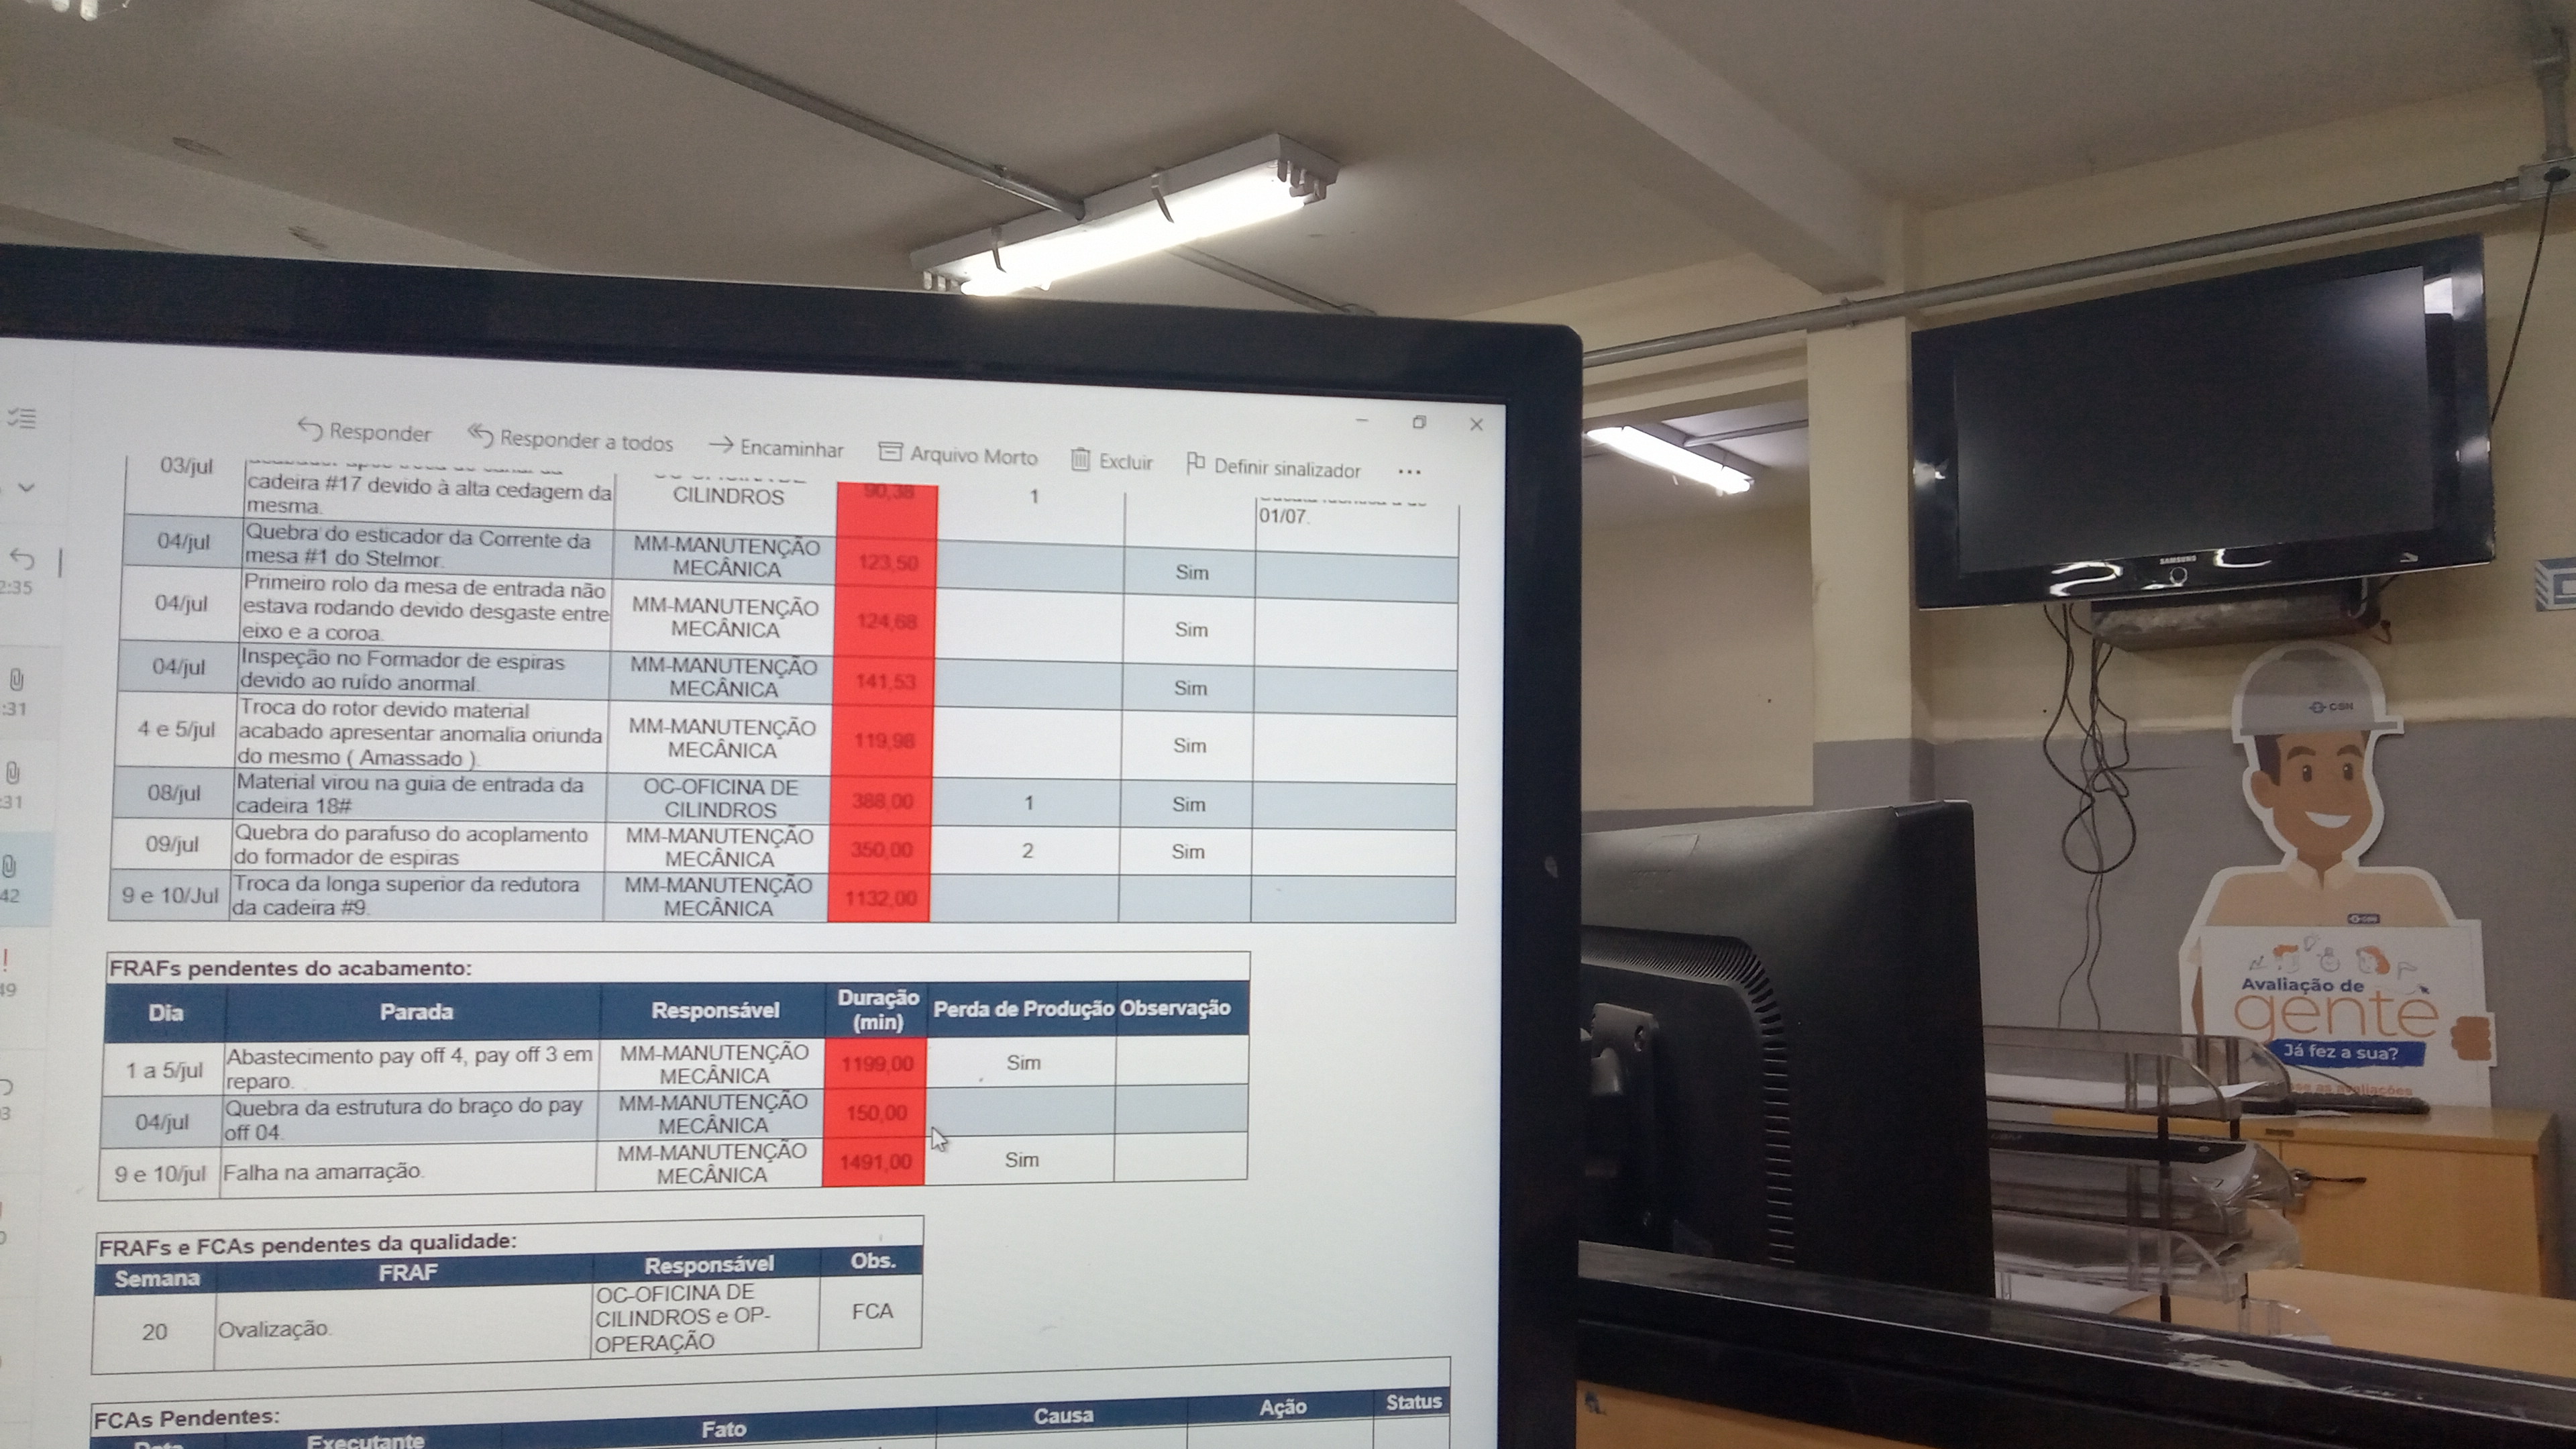 Responder Responder a todos Encaminhar Arquivo Morto Excluir Definir sinalizador ...
03/jul
cadeira #17 devido à alta cedagem da
mesma.
CILINDROS
90,38
1
01/07.
04/jul
Quebra do esticador da Corrente da
mesa #1 do Stelmor.
MM-MANUTENÇÃO
MECÂNICA
123,50
Sim
04/jul
Primeiro rolo da mesa de entrada não
estava rodando devido desgaste entre
eixo e a coroa.
MM-MANUTENÇÃO
MECÂNICA
124,68
Sim
04/jul
Inspeção no Formador de espiras
devido ao ruído anormal.
MM-MANUTENÇÃO
MECÂNICA
141,53
Sim
4 e 5/jul
Troca do rotor devido material
acabado apresentar anomalia oriunda
do mesmo ( Amassado ).
MM-MANUTENÇÃO
MECÂNICA
119,98
Sim
08/jul
Material virou na guia de entrada da
cadeira 18#
OC-OFICINA DE
CILINDROS
388,00
1
Sim
09/jul
Quebra do parafuso do acoplamento
do formador de espiras
MM-MANUTENÇÃO
MECÂNICA
350,00
2
Sim
9 e 10/Jul
Troca da longa superior da redutora
da cadeira #9.
MM-MANUTENÇÃO
MECÂNICA
1132,00
FRAFs pendentes do acabamento:
Dia
Parada
Responsável
Duração
(min)
Perda de Produção
Observação
1 a 5/jul
Abastecimento pay off 4, pay off 3 em
reparo.
MM-MANUTENÇÃO
MECÂNICA
1199,00
Sim
04/jul
Quebra da estrutura do braço do pay
off 04.
MM-MANUTENÇÃO
MECÂNICA
150,00
9 e 10/jul
Falha na amarração.
MM-MANUTENÇÃO
MECÂNICA
1491,00
Sim
FRAFs e FCAs pendentes da qualidade:
Semana
FRAF
Responsável
Obs.
20
Ovalização.
OC-OFICINA DE
CILINDROS e OP-
OPERAÇÃO
FCA
FCAs Pendentes:
Executante
Fato
Causa
Ação
Status
2:35
:31
:31
42
49
SAMSUNG
CSN
CSN
Avaliação de
gente
Já fez a sua?
as avaliações